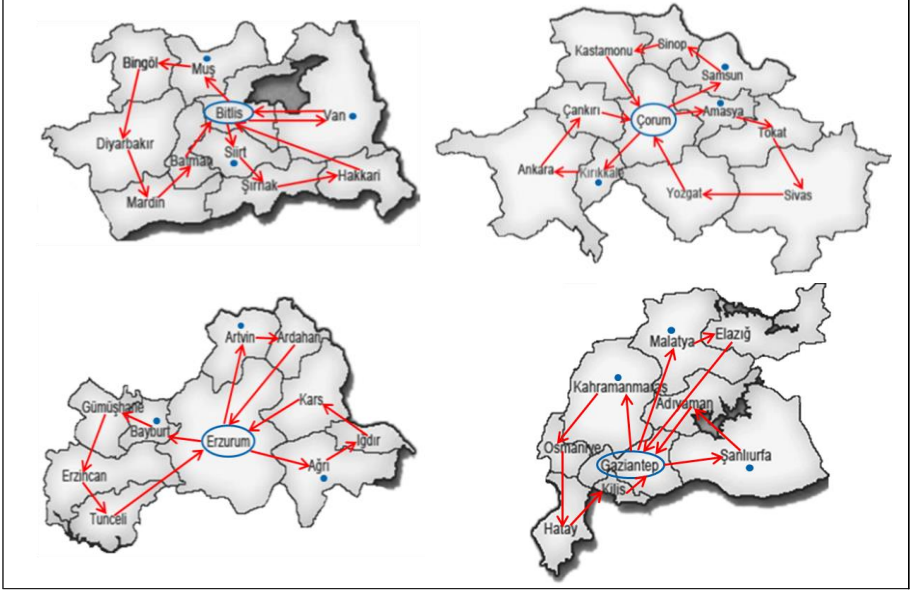 Bingöl
Muş
Bitlis
Van
Diyarbakır
Batman
Siirt
Şırnak
Hakkari
Mardin
Kastamonu
Sinop
Samsun
Çankırı
Çorum
Amasya
Tokat
Ankara
Kırıkkale
Yozgat
Sivas
Artvin
Ardahan
Gümüşhane
Kars
Bayburt
Erzurum
Iğdır
Ağrı
Erzincan
Tunceli
Malatya
Elazığ
Kahramanmaraş
Adıyaman
Osmaniye
Gaziantep
Şanlıurfa
Kilis
Hatay